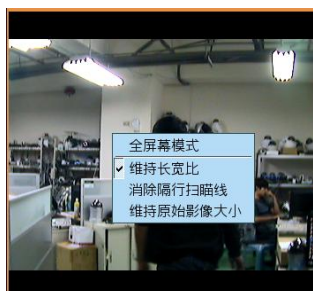 全屏幕模式
维持长宽比
消除隔行扫瞄线
维持原始影像大小